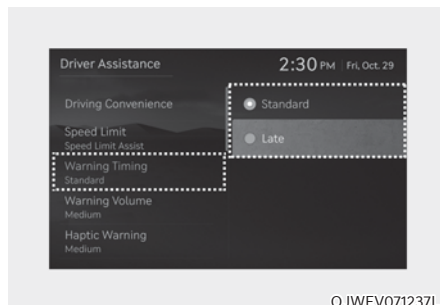 Driver Assistance
2:30 PM Fri, Oct. 29
Driving Convenience
Speed Limit
Speed Limit Assist
Warning Timing
Standard
Warning Volume
Medium
Haptic Warning
Medium
Standard
Late
OJWEV071237L